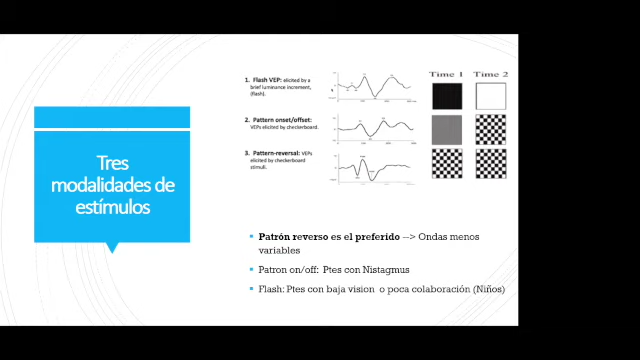 Tres
modalidades de
estímulos
1. Flash VEP: elicited by a
brief luminance increment,
(flash).
2. Pattern onset/offset:
VEPs elicited by checkerboard.
3. Pattern-reversal: VEPs
elicited by checkerboard
stimuli.
Time 1 Time 2
Patrón reverso es el preferido --> Ondas menos
variables
Patron on/off: Ptes con Nistagmus
Flash: Ptes con baja vision o poca colaboración (Niños)